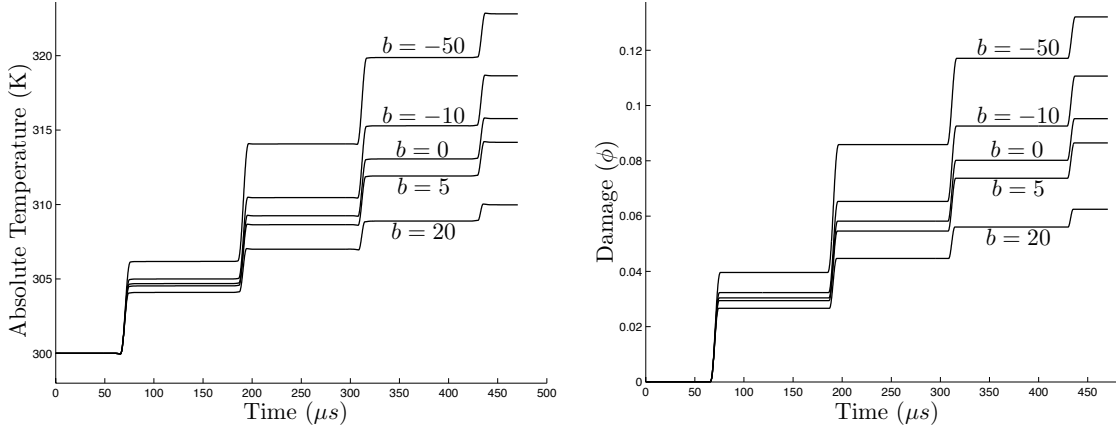 320
315
310
305
300
0
50
100
150
200
250
300
350
400
450
500
Absolute Temperature (K)
Time (μs)
b = −50
b = −10
b = 0
b = 5
b = 20
0.12
0.1
0.08
0.06
0.04
0.02
0
0
50
100
150
200
250
300
350
400
450
Damage (ϕ)
Time (μs)
b = −50
b = −10
b = 0
b = 5
b = 20